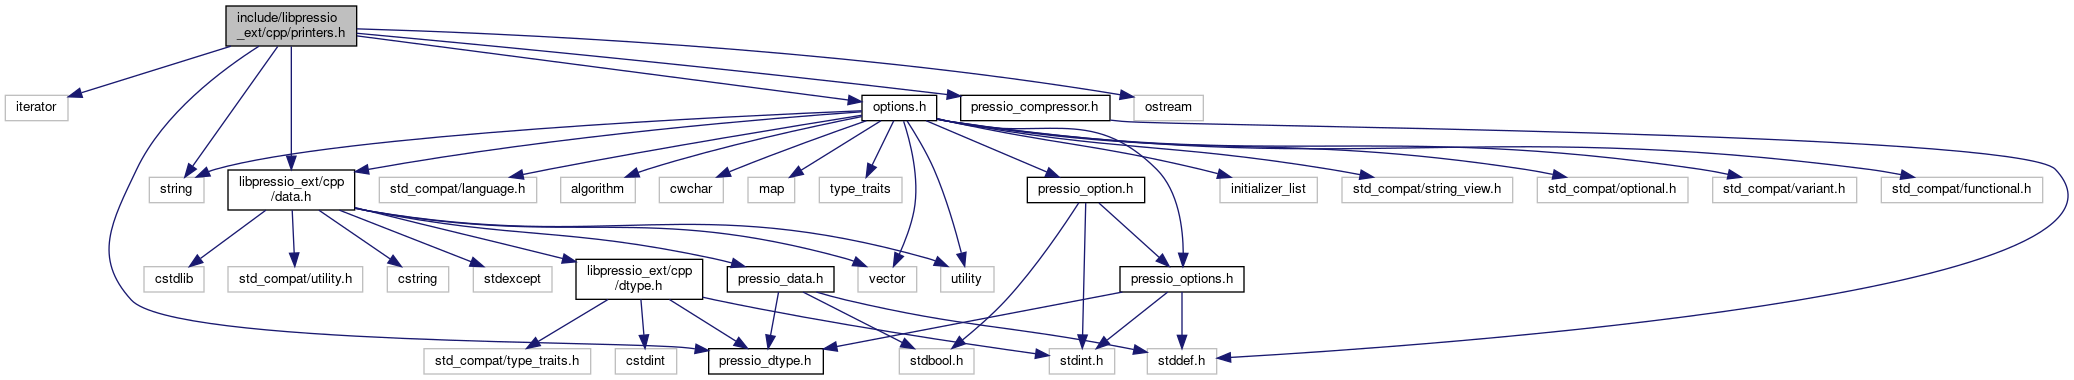 include/libpressio
_ext/cpp/printers.h
iterator
options.h
pressio_compressor.h
ostream
string
libpressio_ext/cpp
/data.h
std_compat/language.h
algorithm
cwchar
map
type_traits
pressio_option.h
initializer_list
std_compat/string_view.h
std_compat/optional.h
std_compat/variant.h
std_compat/functional.h
cstdlib
std_compat/utility.h
cstring
stdexcept
libpressio_ext/cpp
/dtype.h
pressio_data.h
vector
utility
pressio_options.h
std_compat/type_traits.h
cstdint
pressio_dtype.h
stdbool.h
stdint.h
stddef.h